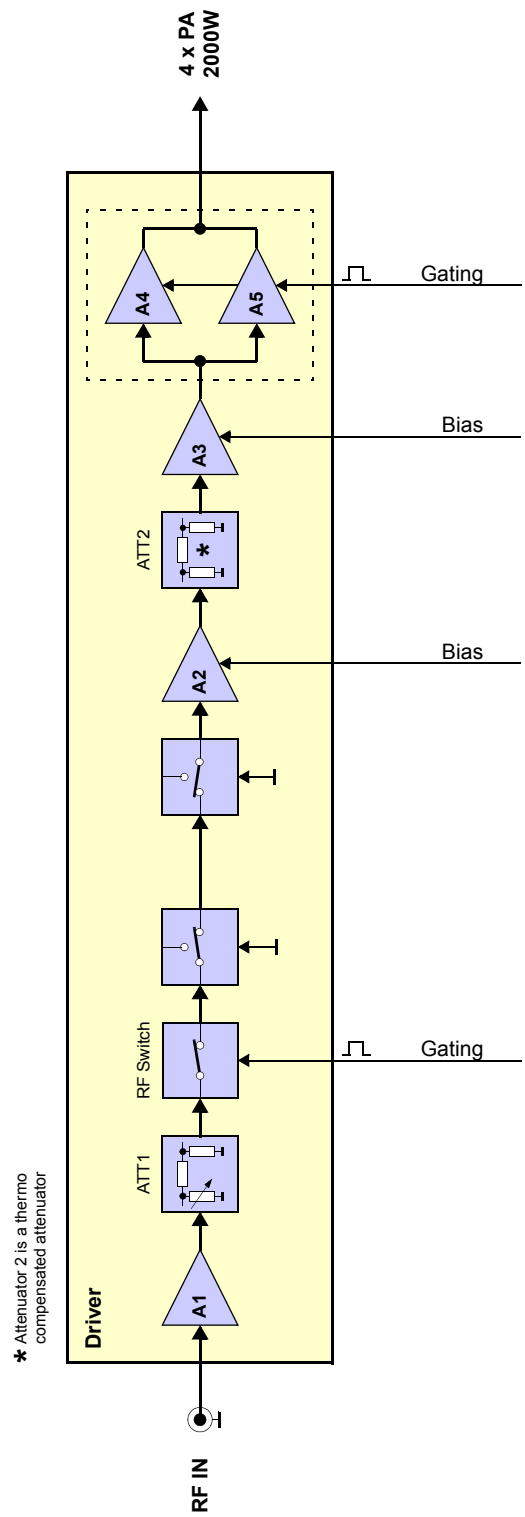 * Attenuator 2 is a thermo
compensated attenuator
Driver
RF IN
A1
ATT1
RF Switch
A2
ATT2
*
A3
A4
A5
4 x PA
2000W
Gating
Bias
Bias
Gating